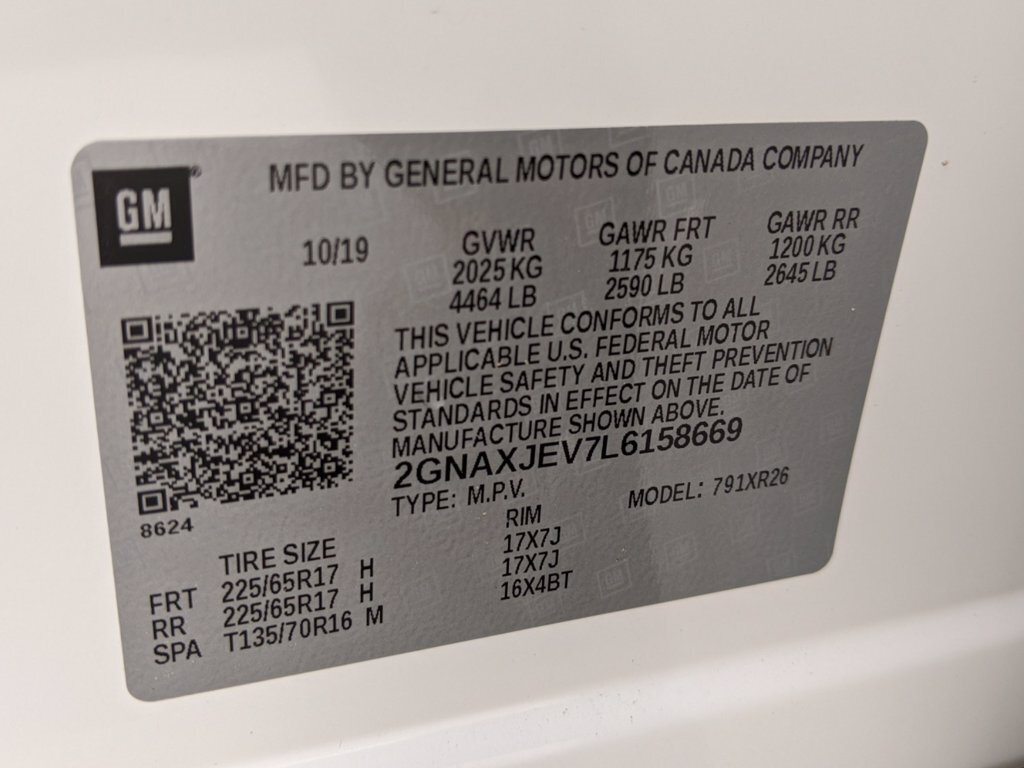 GM
MFD BY GENERAL MOTORS OF CANADA COMPANY
10/19
GVWR
2025 KG
4464 LB
GAWR FRT
1175 KG
2590 LB
GAWR RR
1200 KG
2645 LB
THIS VEHICLE CONFORMS TO ALL
APPLICABLE U.S. FEDERAL MOTOR
VEHICLE SAFETY AND THEFT PREVENTION
STANDARDS IN EFFECT ON THE DATE OF
MANUFACTURE SHOWN ABOVE.
2GNAXJEV7L6158669
TYPE: M.P.V.
MODEL: 791XR26
8624
TIRE SIZE RIM
FRT 225/65R17 H 17X7J
RR 225/65R17 H 17X7J
SPA T135/70R16 M 16X4BT